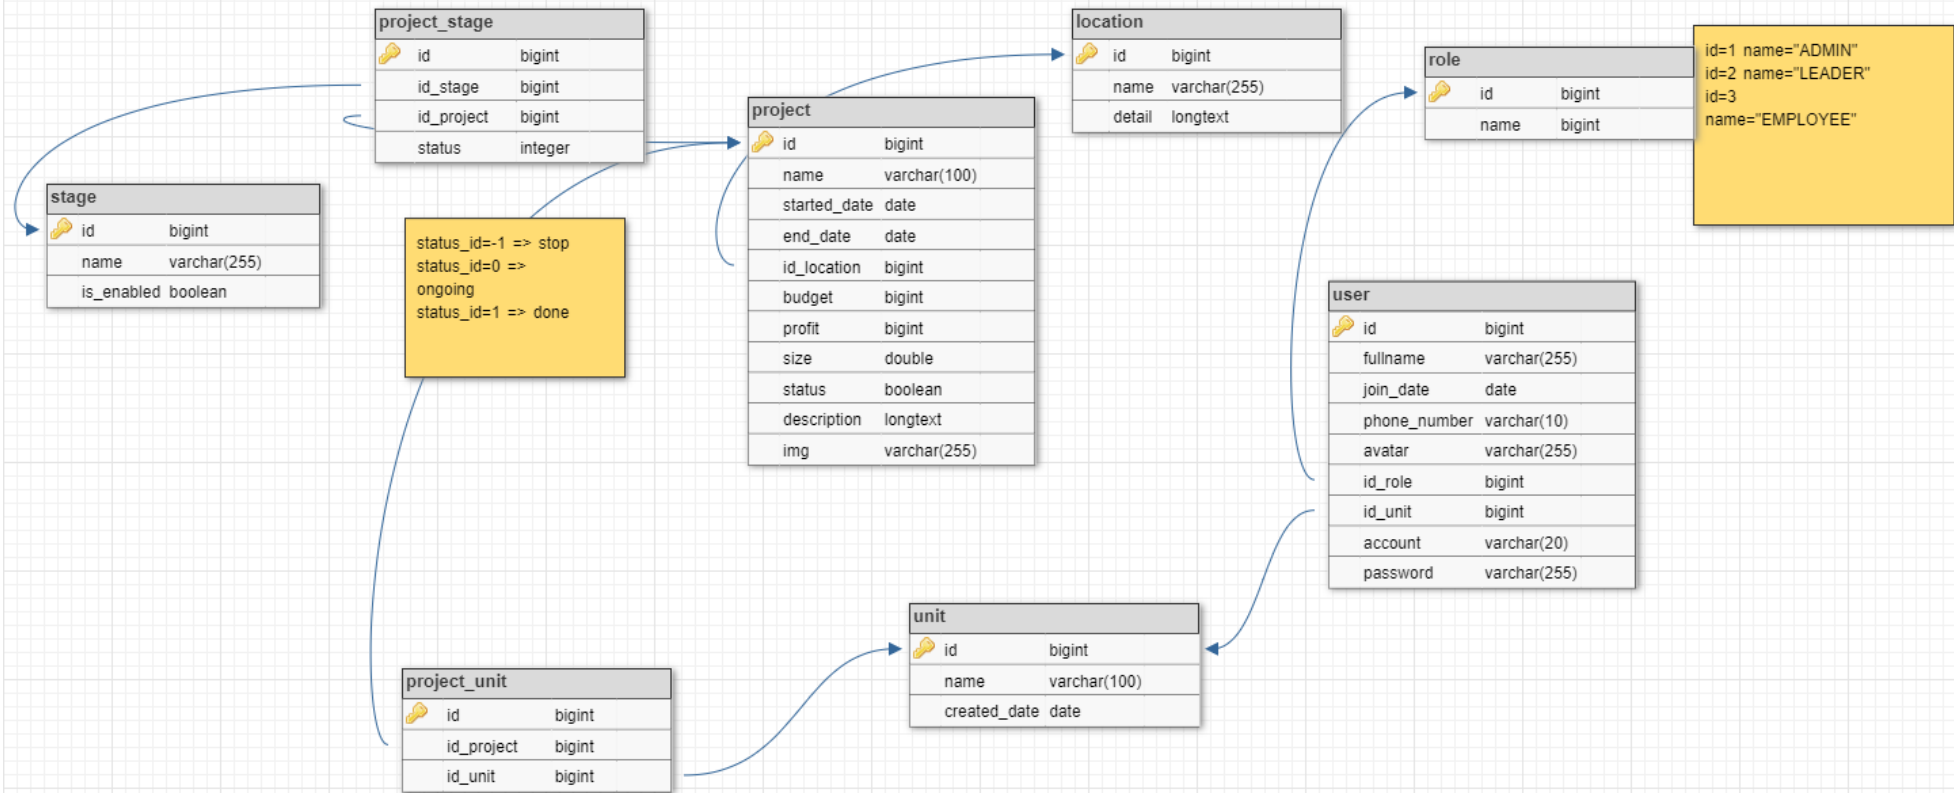 project_stage
id bigint
id_stage bigint
id_project bigint
status integer
stage
id bigint
name varchar(255)
is_enabled boolean
status_id=-1 => stop
status_id=0 =>
ongoing
status_id=1 => done
project
id bigint
name varchar(100)
started_date date
end_date date
id_location bigint
budget bigint
profit bigint
size double
status boolean
description longtext
img varchar(255)
location
id bigint
name varchar(255)
detail longtext
role
id bigint
name bigint
id=1 name="ADMIN"
id=2 name="LEADER"
id=3
name="EMPLOYEE"
user
id bigint
fullname varchar(255)
join_date date
phone_number varchar(10)
avatar varchar(255)
id_role bigint
id_unit bigint
account varchar(20)
password varchar(255)
unit
id bigint
name varchar(100)
created_date date
project_unit
id bigint
id_project bigint
id_unit bigint